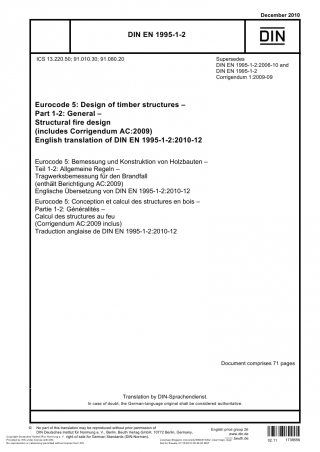 December 2010
DIN EN 1995-1-2
DIN
ICS 13.220.50; 91.010.30; 91.080.20
Supersedes
DIN EN 1995-1-2:2006-10 and
DIN EN 1995-1-2
Corrigendum 1:2009-09
Eurocode 5: Design of timber structures –
Part 1-2: General –
Structural fire design
(includes Corrigendum AC:2009)
English translation of DIN EN 1995-1-2:2010-12
Eurocode 5: Bemessung und Konstruktion von Holzbauten –
Teil 1-2: Allgemeine Regeln –
Tragwerksbemessung für den Brandfall
(enthält Berichtigung AC:2009)
Englische Übersetzung von DIN EN 1995-1-2:2010-12
Eurocode 5: Conception et calcul des structures en bois –
Partie 1-2: Généralités –
Calcul des structures au feu
(Corrigendum AC:2009 inclus)
Traduction anglaise de DIN EN 1995-1-2:2010-12
Document comprises 71 pages
Translation by DIN-Sprachendienst.
In case of doubt, the German-language original shall be considered authoritative.
© No part of this translation may be reproduced without prior permission of
DIN Deutsches Institut für Normung e. V., Berlin. Beuth Verlag GmbH, 10772 Berlin, Germany,
right of sale for German Standards (DIN-Normen).
English price group 26
www.din.de
beuth.de
02.11